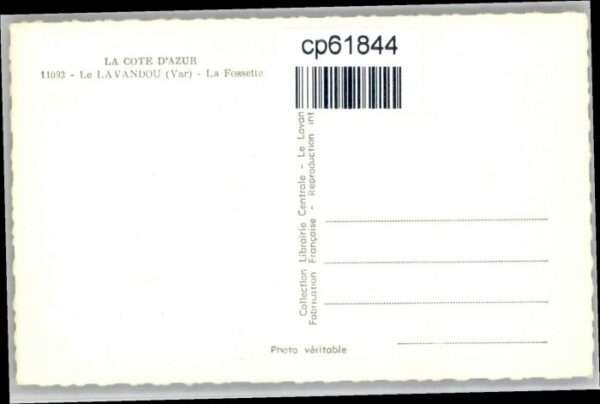 LA COTE D'AZUR
11093 - Le LAVANDOU (Var) - La Fossette
cp61844
Collection Librairie Centrale - Le Lavan
Fabrication Française - Reproduction int
Photo véritable